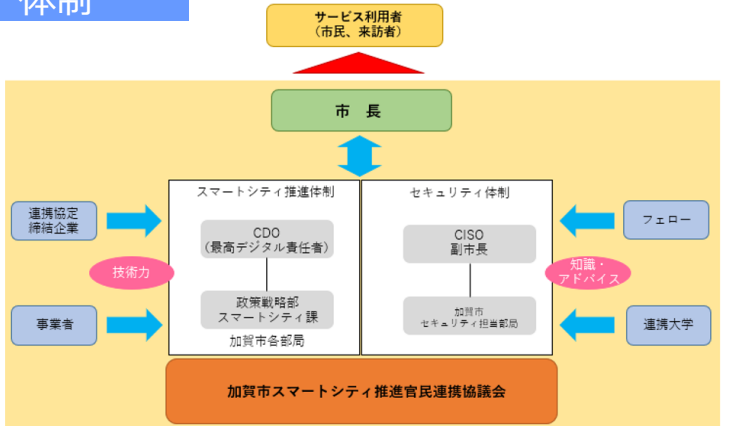 体制
サービス利用者
（市民、来訪者）
市　長
スマートシティ推進体制
セキュリティ体制
連携協定
締結企業
CDO
（最高デジタル責任者）
CISO
副市長
フェロー
技術力
知識・
アドバイス
政策戦略部
スマートシティ課
加賀市
セキュリティ担当部局
事業者
連携大学
加賀市各部局
加賀市スマートシティ推進官民連携協議会